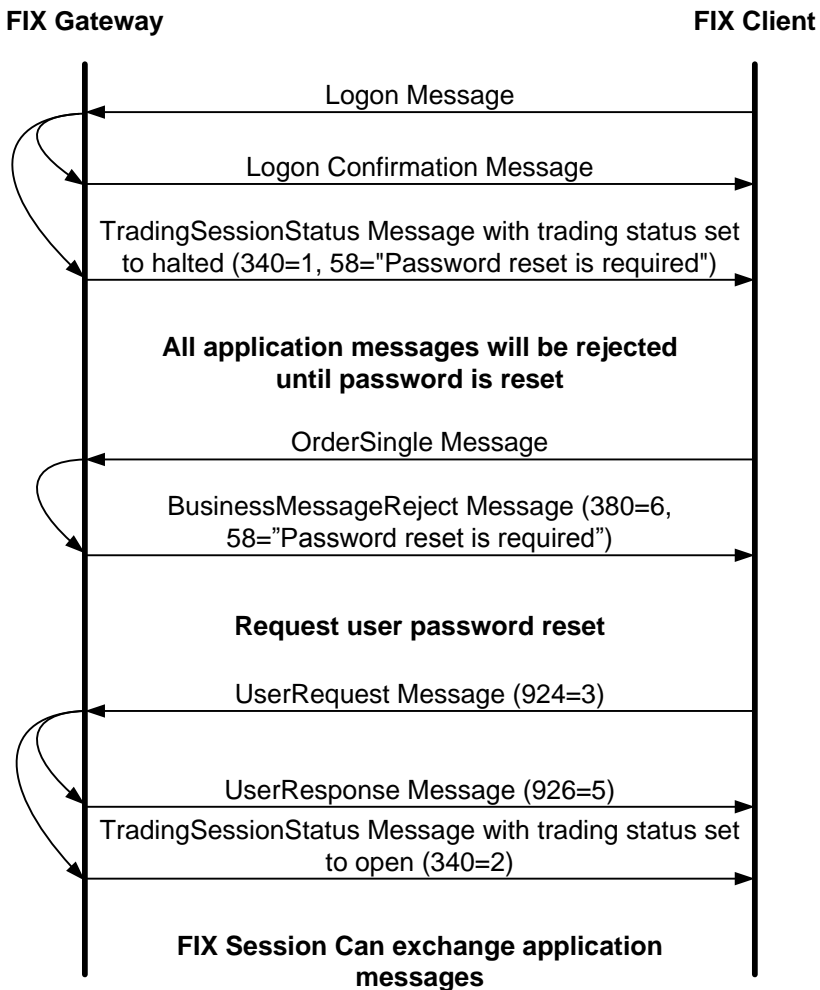 FIX Gateway
FIX Client
Logon Message
Logon Confirmation Message
TradingSessionStatus Message with trading status set
to halted (340=1, 58="Password reset is required")
All application messages will be rejected
until password is reset
OrderSingle Message
BusinessMessageReject Message (380=6,
58=”Password reset is required”)
Request user password reset
UserRequest Message (924=3)
UserResponse Message (926=5)
TradingSessionStatus Message with trading status set
to open (340=2)
FIX Session Can exchange application
messages